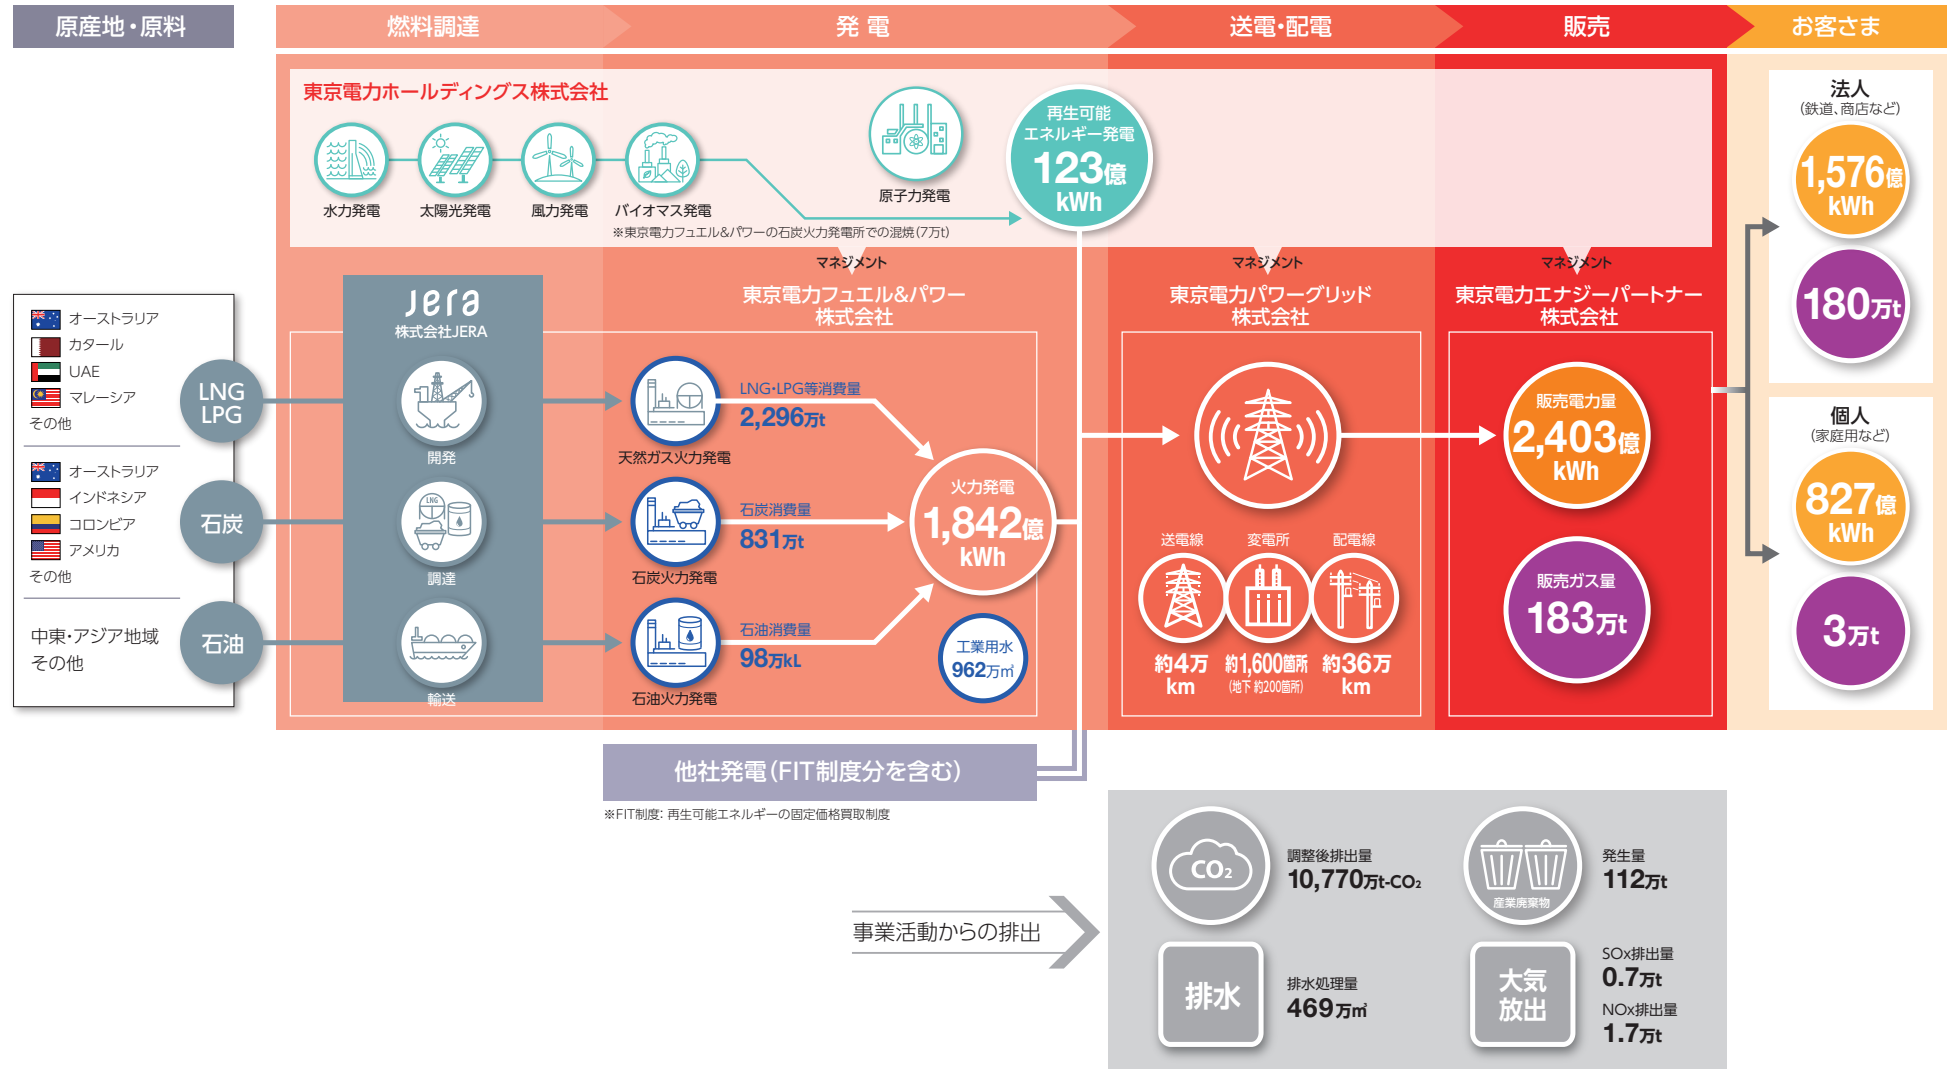 原産地・原料
燃料調達
発電
送電・配電
販売
お客さま
東京電力ホールディングス株式会社
水力発電
太陽光発電
風力発電
バイオマス発電
※東京電力フュエル&パワーの石炭火力発電所での混焼(7万t)
原子力発電
再生可能
エネルギー発電
123億
kWh
マネジメント
マネジメント
マネジメント
オーストラリア
カタール
UAE
マレーシア
その他
LNG
LPG
オーストラリア
インドネシア
コロンビア
アメリカ
その他
石炭
中東・アジア地域
その他
石油
Jera
株式会社JERA
開発
LNG
調達
輸送
東京電力フュエル&パワー
株式会社
天然ガス火力発電
LNG・LPG等消費量
2,296万t
石炭火力発電
石炭消費量
831万t
石油火力発電
石油消費量
98万kL
火力発電
1,842億
kWh
工業用水
962万㎥
東京電力パワーグリッド
株式会社
送電線
約4万
km
変電所
約1,600箇所
(地下 約200箇所)
配電線
約36万
km
東京電力エナジーパートナー
株式会社
販売電力量
2,403億
kWh
販売ガス量
183万t
法人
(鉄道、商店など)
1,576億
kWh
180万t
個人
(家庭用など)
827億
kWh
3万t
他社発電(FIT制度分を含む)
※FIT制度: 再生可能エネルギーの固定価格買取制度
事業活動からの排出
CO₂
調整後排出量
10,770万t-CO₂
産業廃棄物
発生量
112万t
排水
排水処理量
469万㎥
大気
放出
SOx排出量
0.7万t
NOx排出量
1.7万t